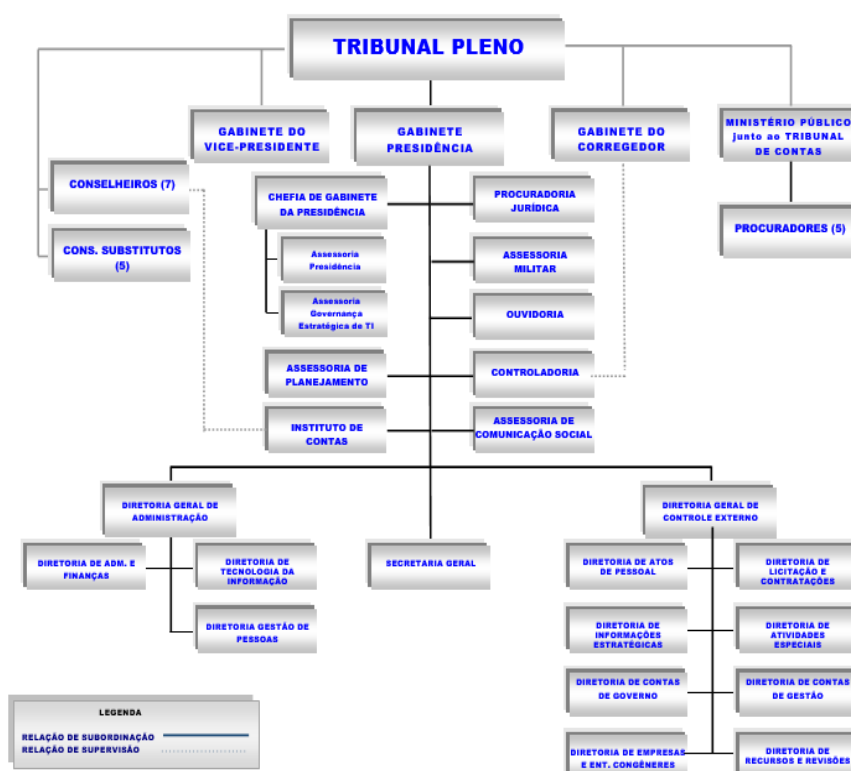 TRIBUNAL PLENO
GABINETE DO
VICE-PRESIDENTE
GABINETE
PRESIDÊNCIA
GABINETE DO
CORREGEDOR
MINISTÉRIO PÚBLICO
junto ao TRIBUNAL
DE CONTAS
CONSELHEIROS (7)
CHEFIA DE GABINETE
DA PRESIDÊNCIA
PROCURADORIA
JURÍDICA
PROCURADORES (5)
CONS. SUBSTITUTOS
(5)
Assessoria
Presidência
ASSESSORIA
MILITAR
Assessoria
Governança
Estratégica de TI
OUVIDORIA
ASSESSORIA DE
PLANEJAMENTO
CONTROLADORIA
INSTITUTO DE
CONTAS
ASSESSORIA DE
COMUNICAÇÃO SOCIAL
DIRETORIA GERAL DE
ADMINISTRAÇÃO
DIRETORIA GERAL DE
CONTROLE EXTERNO
DIRETORIA DE ADM. E
FINANÇAS
DIRETORIA DE
TECNOLOGIA DA
INFORMAÇÃO
SECRETARIA GERAL
DIRETORIA DE ATOS
DE PESSOAL
DIRETORIA DE
LICITAÇÃO E
CONTRATAÇÕES
DIRETORIA GESTÃO DE
PESSOAS
DIRETORIA DE
INFORMAÇÕES
ESTRATÉGICAS
DIRETORIA DE
ATIVIDADES
ESPECIAIS
DIRETORIA DE CONTAS
DE GOVERNO
DIRETORIA DE CONTAS
DE GESTÃO
DIRETORIA DE EMPRESAS
E ENT. CONGÊNERES
DIRETORIA DE
RECURSOS E REVISÕES
LEGENDA
RELAÇÃO DE SUBORDINAÇÃO
RELAÇÃO DE SUPERVISÃO